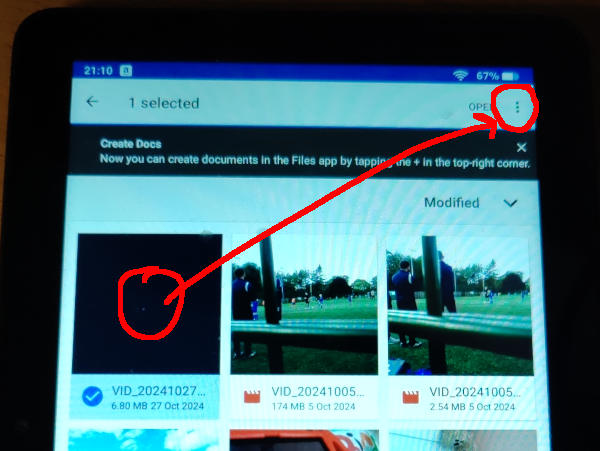 21:10 a 67%
1 selected
Create Docs
Now you can create documents in the Files app by tapping the + in the top-right corner.
Modified
VID_20241027... VID_20241005... VID_20241005...
6.80 MB 27 Oct 2024 174 MB 5 Oct 2024 2.54 MB 5 Oct 2024